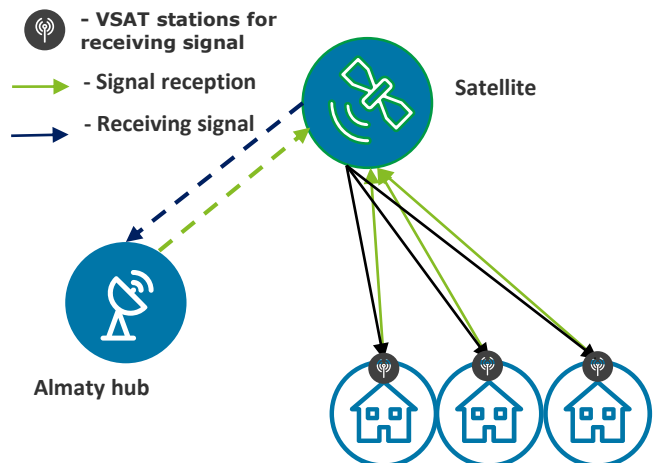 - VSAT stations for
receiving signal
- Signal reception
- Receiving signal
Satellite
Almaty hub